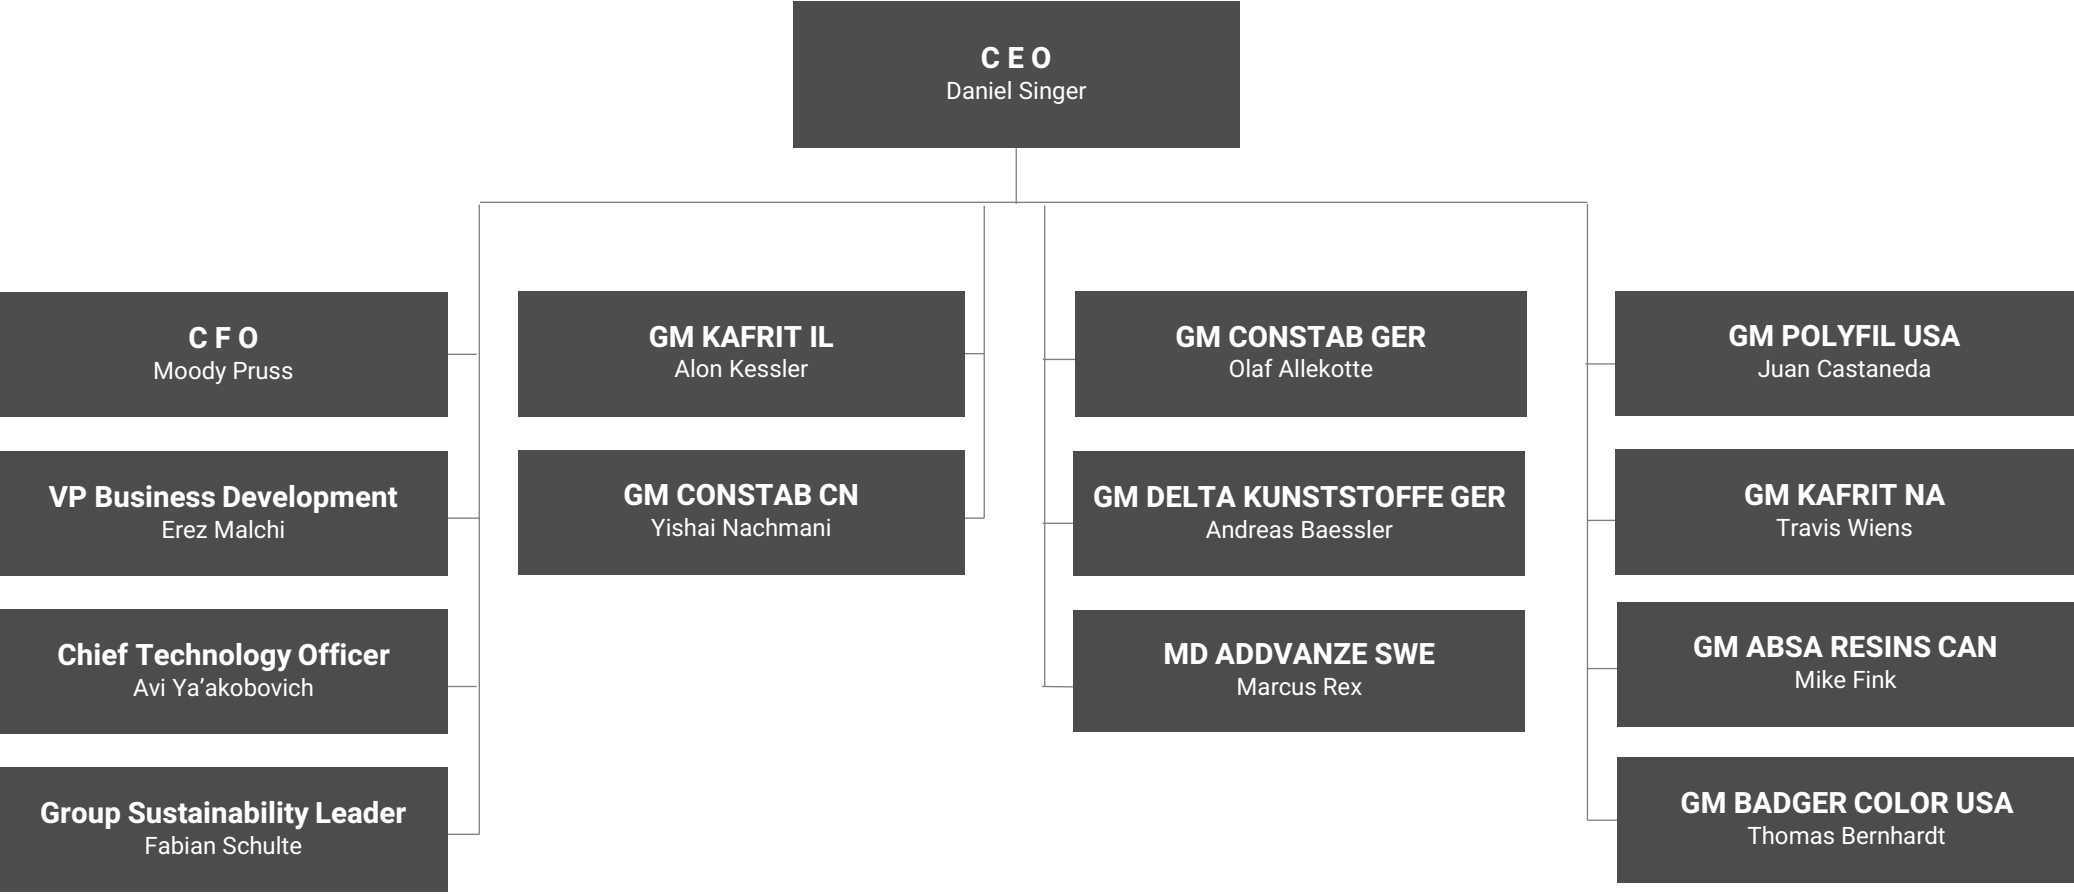 C E O
Daniel Singer
C F O
Moody Pruss
VP Business Development
Erez Malchi
Chief Technology Officer
Avi Ya’akobovich
Group Sustainability Leader
Fabian Schulte
GM KAFRIT IL
Alon Kessler
GM CONSTAB CN
Yishai Nachmani
GM CONSTAB GER
Olaf Allekotte
GM DELTA KUNSTSTOFFE GER
Andreas Baessler
MD ADDVANZE SWE
Marcus Rex
GM POLYFIL USA
Juan Castaneda
GM KAFRIT NA
Travis Wiens
GM ABSA RESINS CAN
Mike Fink
GM BADGER COLOR USA
Thomas Bernhardt